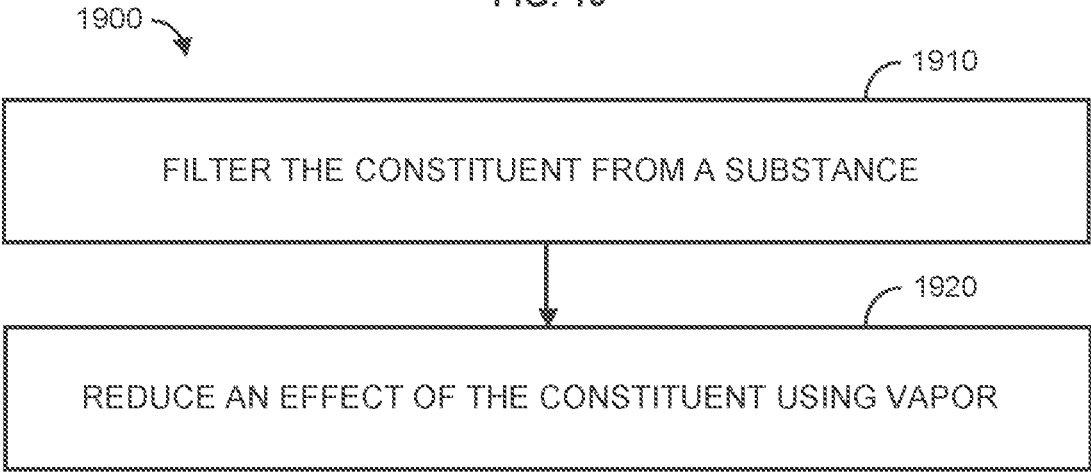 1900
1910
FILTER THE CONSTITUENT FROM A SUBSTANCE
1920
REDUCE AN EFFECT OF THE CONSTITUENT USING VAPOR